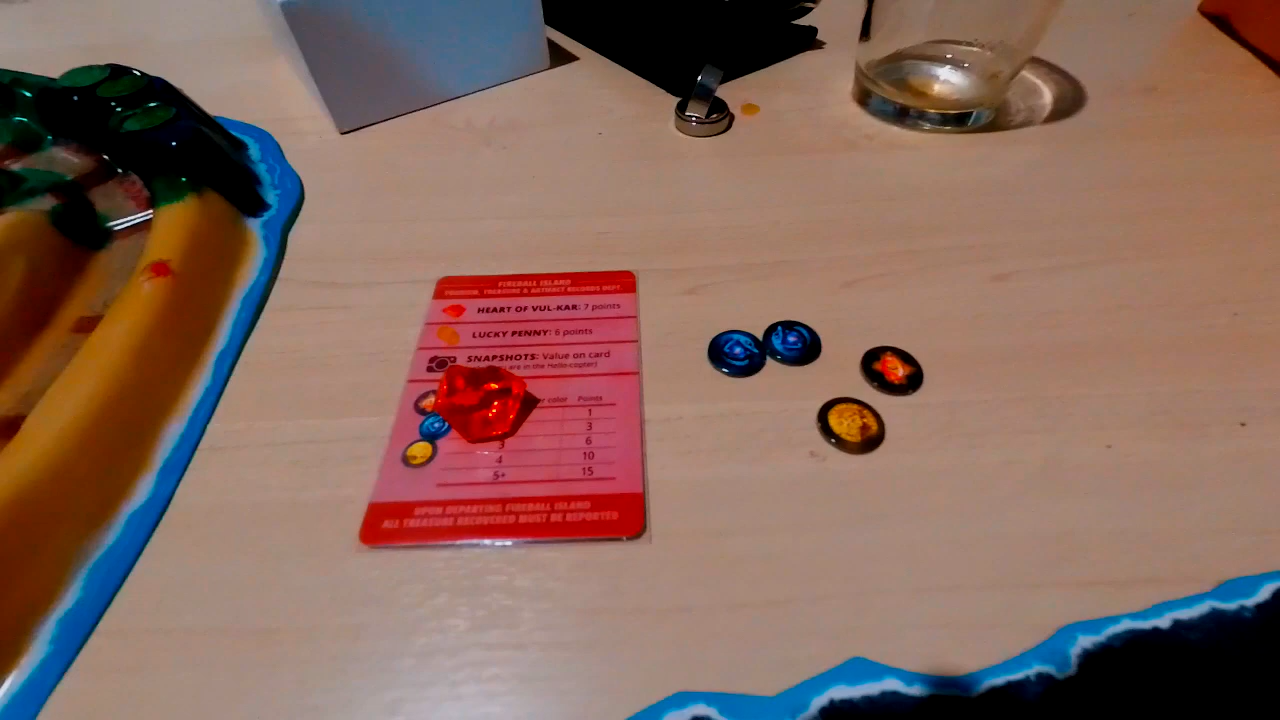 FIREBALL ISLAND
TREASURE & ARTIFACT RECORDS DEPT.
HEART OF VUL-KAR: 7 points
LUCKY PENNY: 6 points
SNAPSHOTS: Value on card
are in the Hello-copter)
color Points
1
3
3 6
4 10
5+ 15
UPON DEPARTING FIREBALL ISLAND
ALL TREASURE RECOVERED MUST BE REPORTED